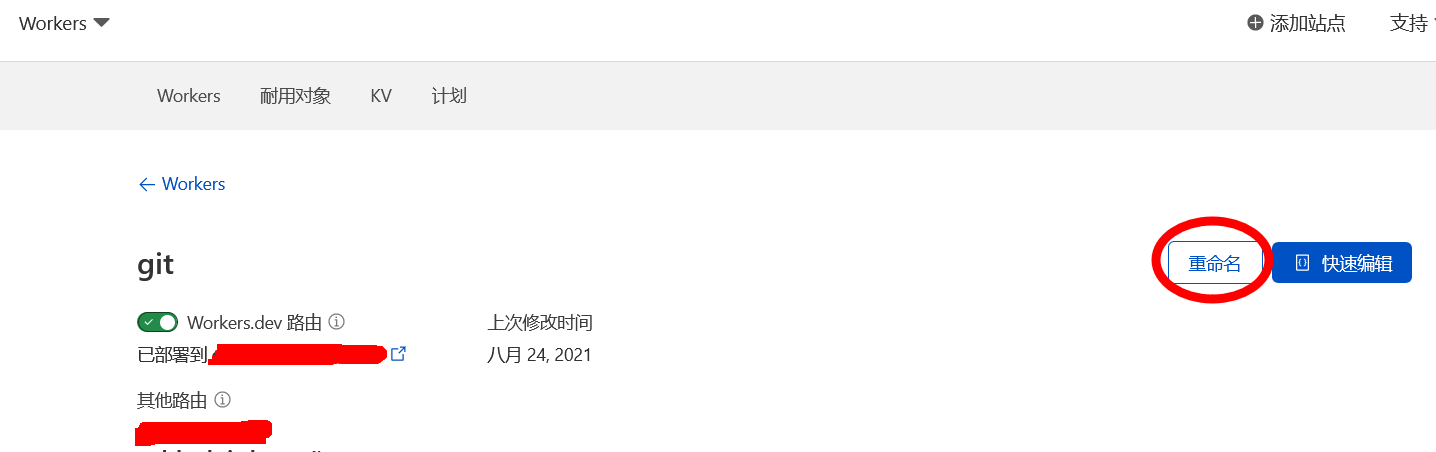 Workers 添加站点 支持
Workers 耐用对象 KV 计划
← Workers
git 重命名 快速编辑
Workers.dev 路由 上次修改时间
已部署到 八月 24, 2021
其他路由